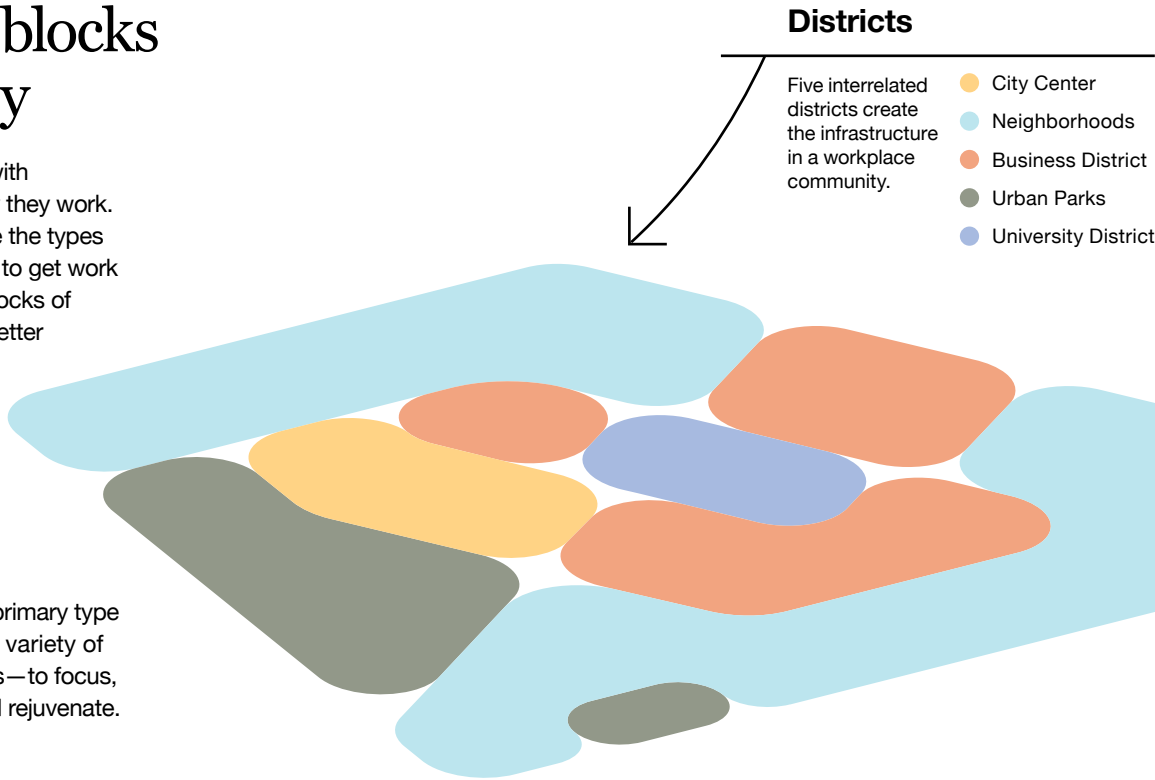 blocks
y
with
they work.
the types
to get work
ocks of
etter
primary type
variety of
s—to focus,
rejuvenate.
Districts
Five interrelated
districts create
the infrastructure
in a workplace
community.
City Center
Neighborhoods
Business District
Urban Parks
University District